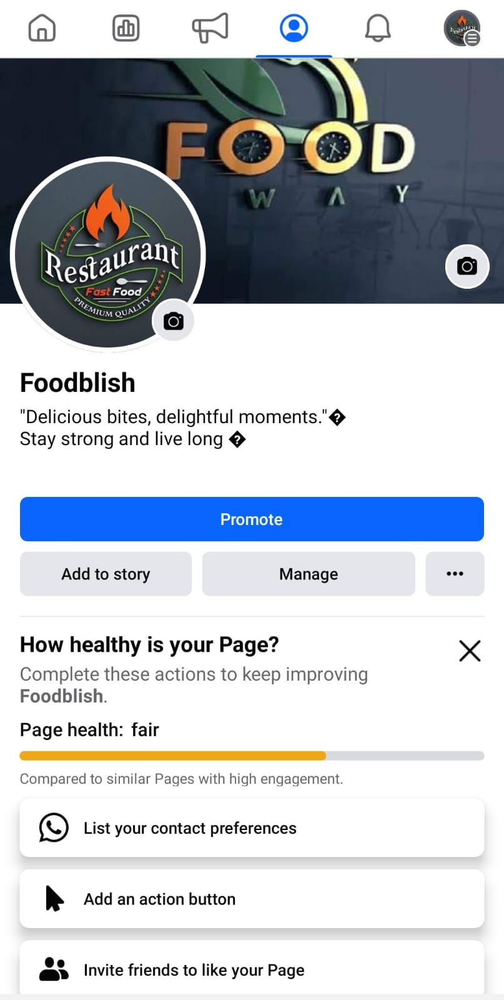 Restaurant
FOOD
WAY
Restaurant
Fast Food
PREMIUM QUALITY
Foodblish
"Delicious bites, delightful moments."�
Stay strong and live long �
Promote
Add to story
Manage
How healthy is your Page?
Complete these actions to keep improving
Foodblish.
Page health: fair
Compared to similar Pages with high engagement.
List your contact preferences
Add an action button
Invite friends to like your Page